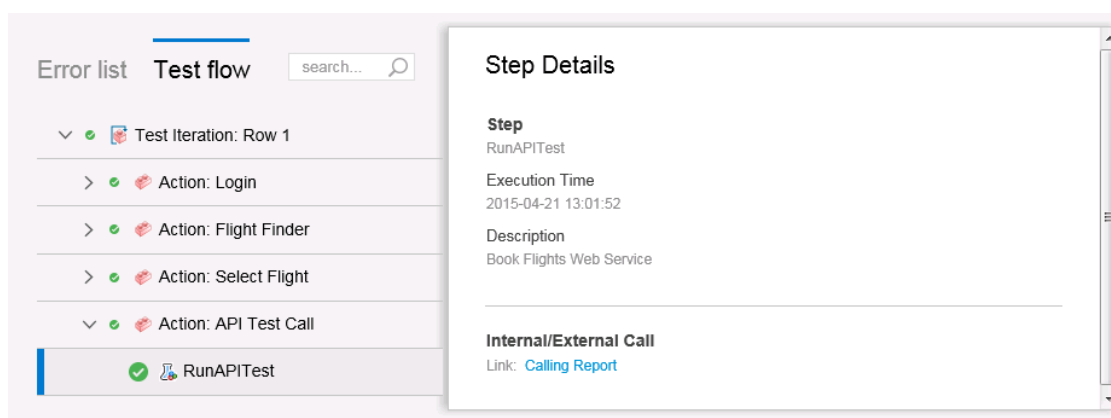 Error list
Test flow
search...
Test Iteration: Row 1
Action: Login
Action: Flight Finder
Action: Select Flight
Action: API Test Call
RunAPITest
Step Details
Step
RunAPITest
Execution Time
2015-04-21 13:01:52
Description
Book Flights Web Service
Internal/External Call
Link: Calling Report